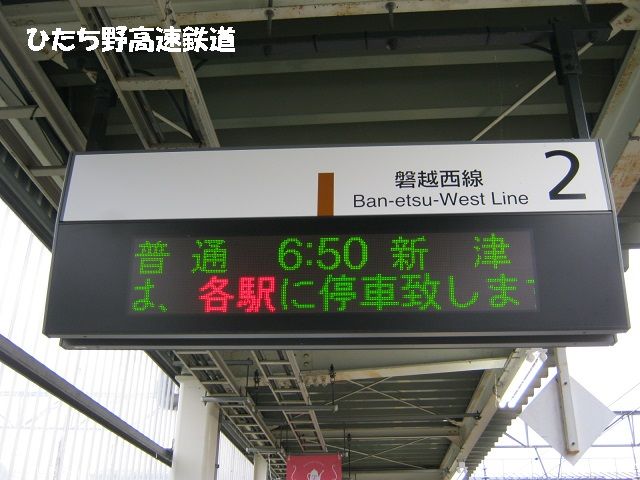 ひたち野高速鉄道
磐越西線
Ban-etsu-West Line
2
普通 6:50 新津
は、各駅に停車致しま